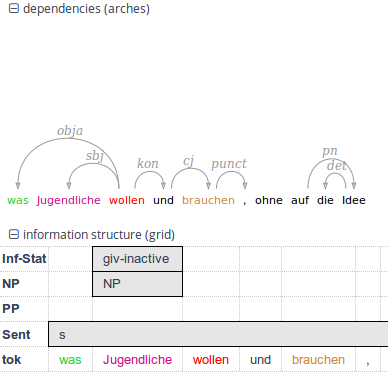 dependencies (arches)
obja
sbj
kon
cj
punct
pn
det
was Jugendliche wollen und brauchen , ohne auf die Idee
information structure (grid)
Inf-Stat giv-inactive
NP NP
PP
Sent s
tok was Jugendliche wollen und brauchen ,